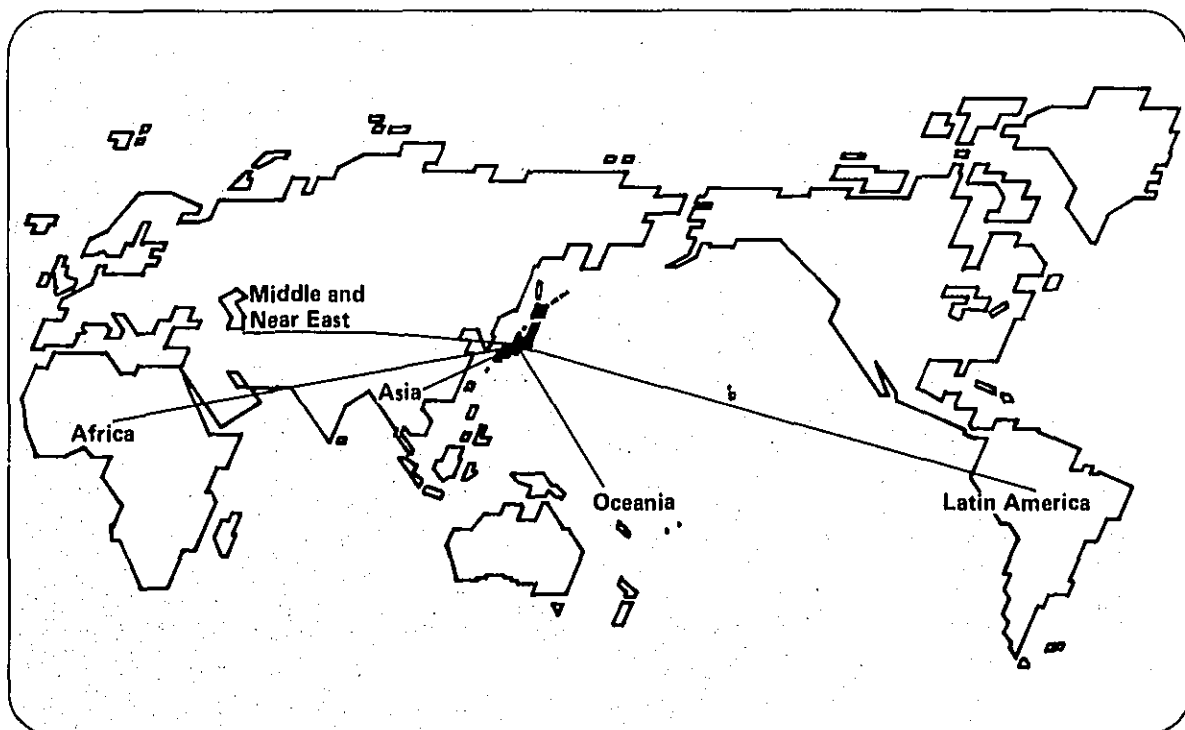 Middle and
Near East
Asia
Africa
Oceania
Latin America